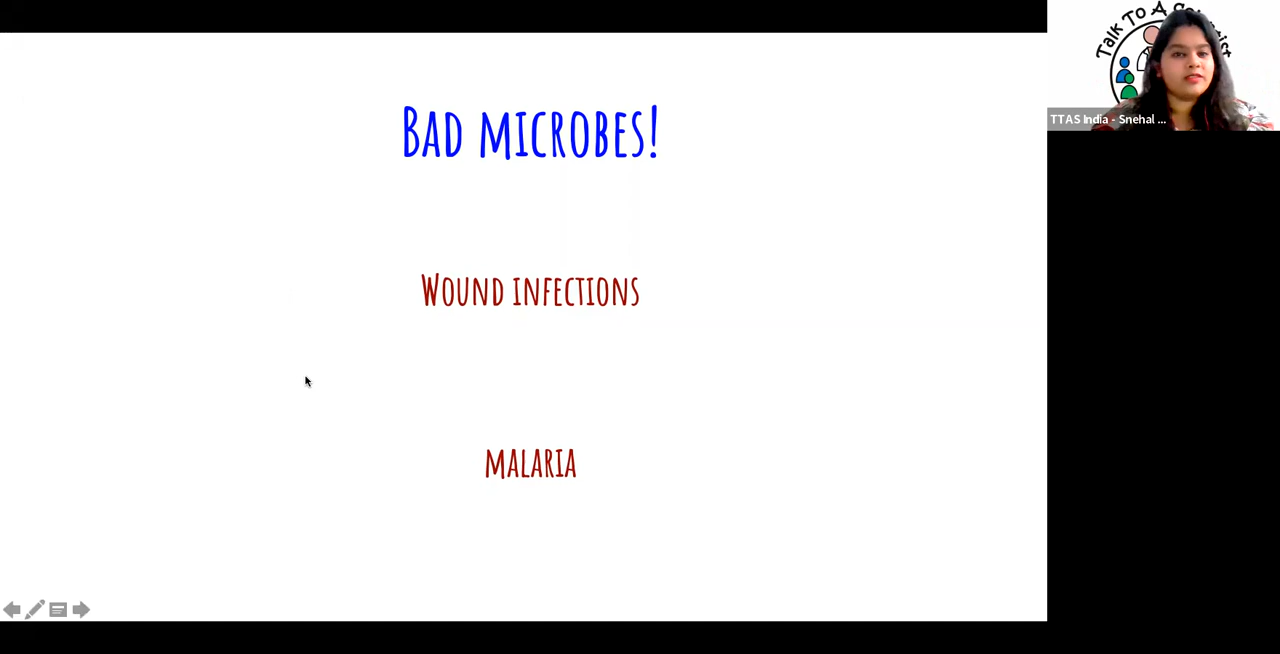 Bad microbes!
Wound infections
malaria
Talk To A
TTAS India - Snehal ...